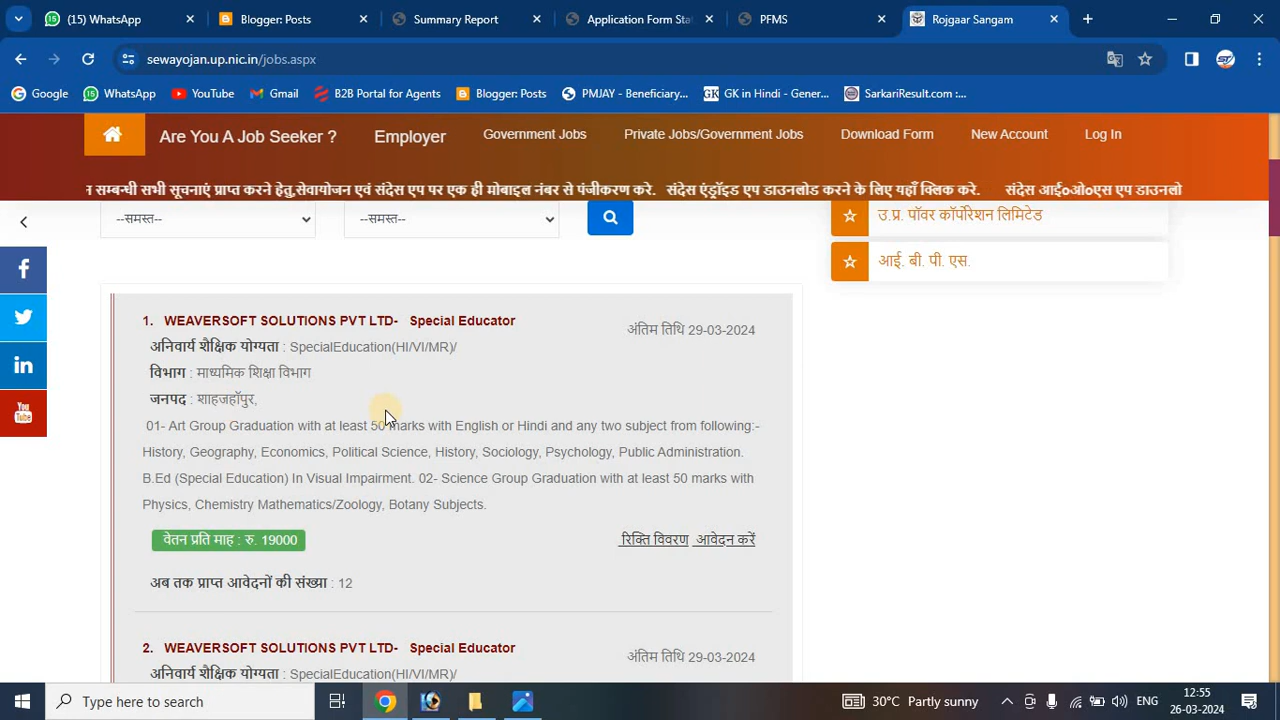 (15) WhatsApp
Blogger: Posts
Summary Report
Application Form Sta
PFMS
Rojgaar Sangam
sewayojan.up.nic.in/jobs.aspx
Google
WhatsApp
YouTube
Gmail
B2B Portal for Agents
Blogger: Posts
PMJAY - Beneficiary...
GK in Hindi - Gener...
SarkariResult.com :...
Are You A Job Seeker ?
Employer
Government Jobs
Private Jobs/Government Jobs
Download Form
New Account
Log In
न सम्बन्धी सभी सूचनाएं प्राप्त करने हेतु,सेवायोजन एवं संदेस एप पर एक ही मोबाइल नंबर से पंजीकरण करे. संदेस एंड्रॉइड एप डाउनलोड करने के लिए यहाँ क्लिक करे. संदेस आई०ओ०एस एप डाउनलो
--समस्त--
--समस्त--
उ.प्र. पॉवर कॉर्पोरेशन लिमिटेड
आई. बी. पी. एस.
1. WEAVERSOFT SOLUTIONS PVT LTD- Special Educator
अंतिम तिथि 29-03-2024
अनिवार्य शैक्षिक योग्यता : SpecialEducation(HI/VI/MR)/
विभाग : माध्यमिक शिक्षा विभाग
जनपद : शाहजहाँपुर,
01- Art Group Graduation with at least 50 marks with English or Hindi and any two subject from following:-
History, Geography, Economics, Political Science, History, Sociology, Psychology, Public Administration.
B.Ed (Special Education) In Visual Impairment. 02- Science Group Graduation with at least 50 marks with
Physics, Chemistry Mathematics/Zoology, Botany Subjects.
वेतन प्रति माह : रु. 19000
रिक्ति विवरण आवेदन करें
अब तक प्राप्त आवेदनों की संख्या : 12
2. WEAVERSOFT SOLUTIONS PVT LTD- Special Educator
अंतिम तिथि 29-03-2024
अनिवार्य शैक्षिक योग्यता : SpecialEducation(HI/VI/MR)/
Type here to search
30°C Partly sunny
ENG
12:55
26-03-2024